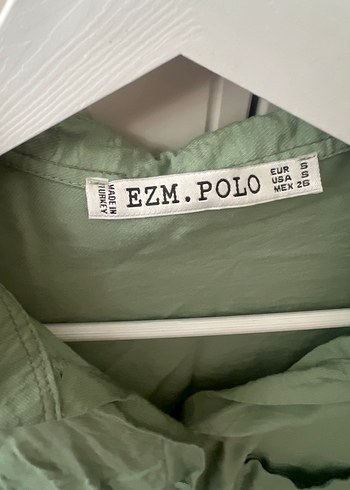 MADE IN
TURKEY
EZM.POLO
EUR S
USA S
MEX 26